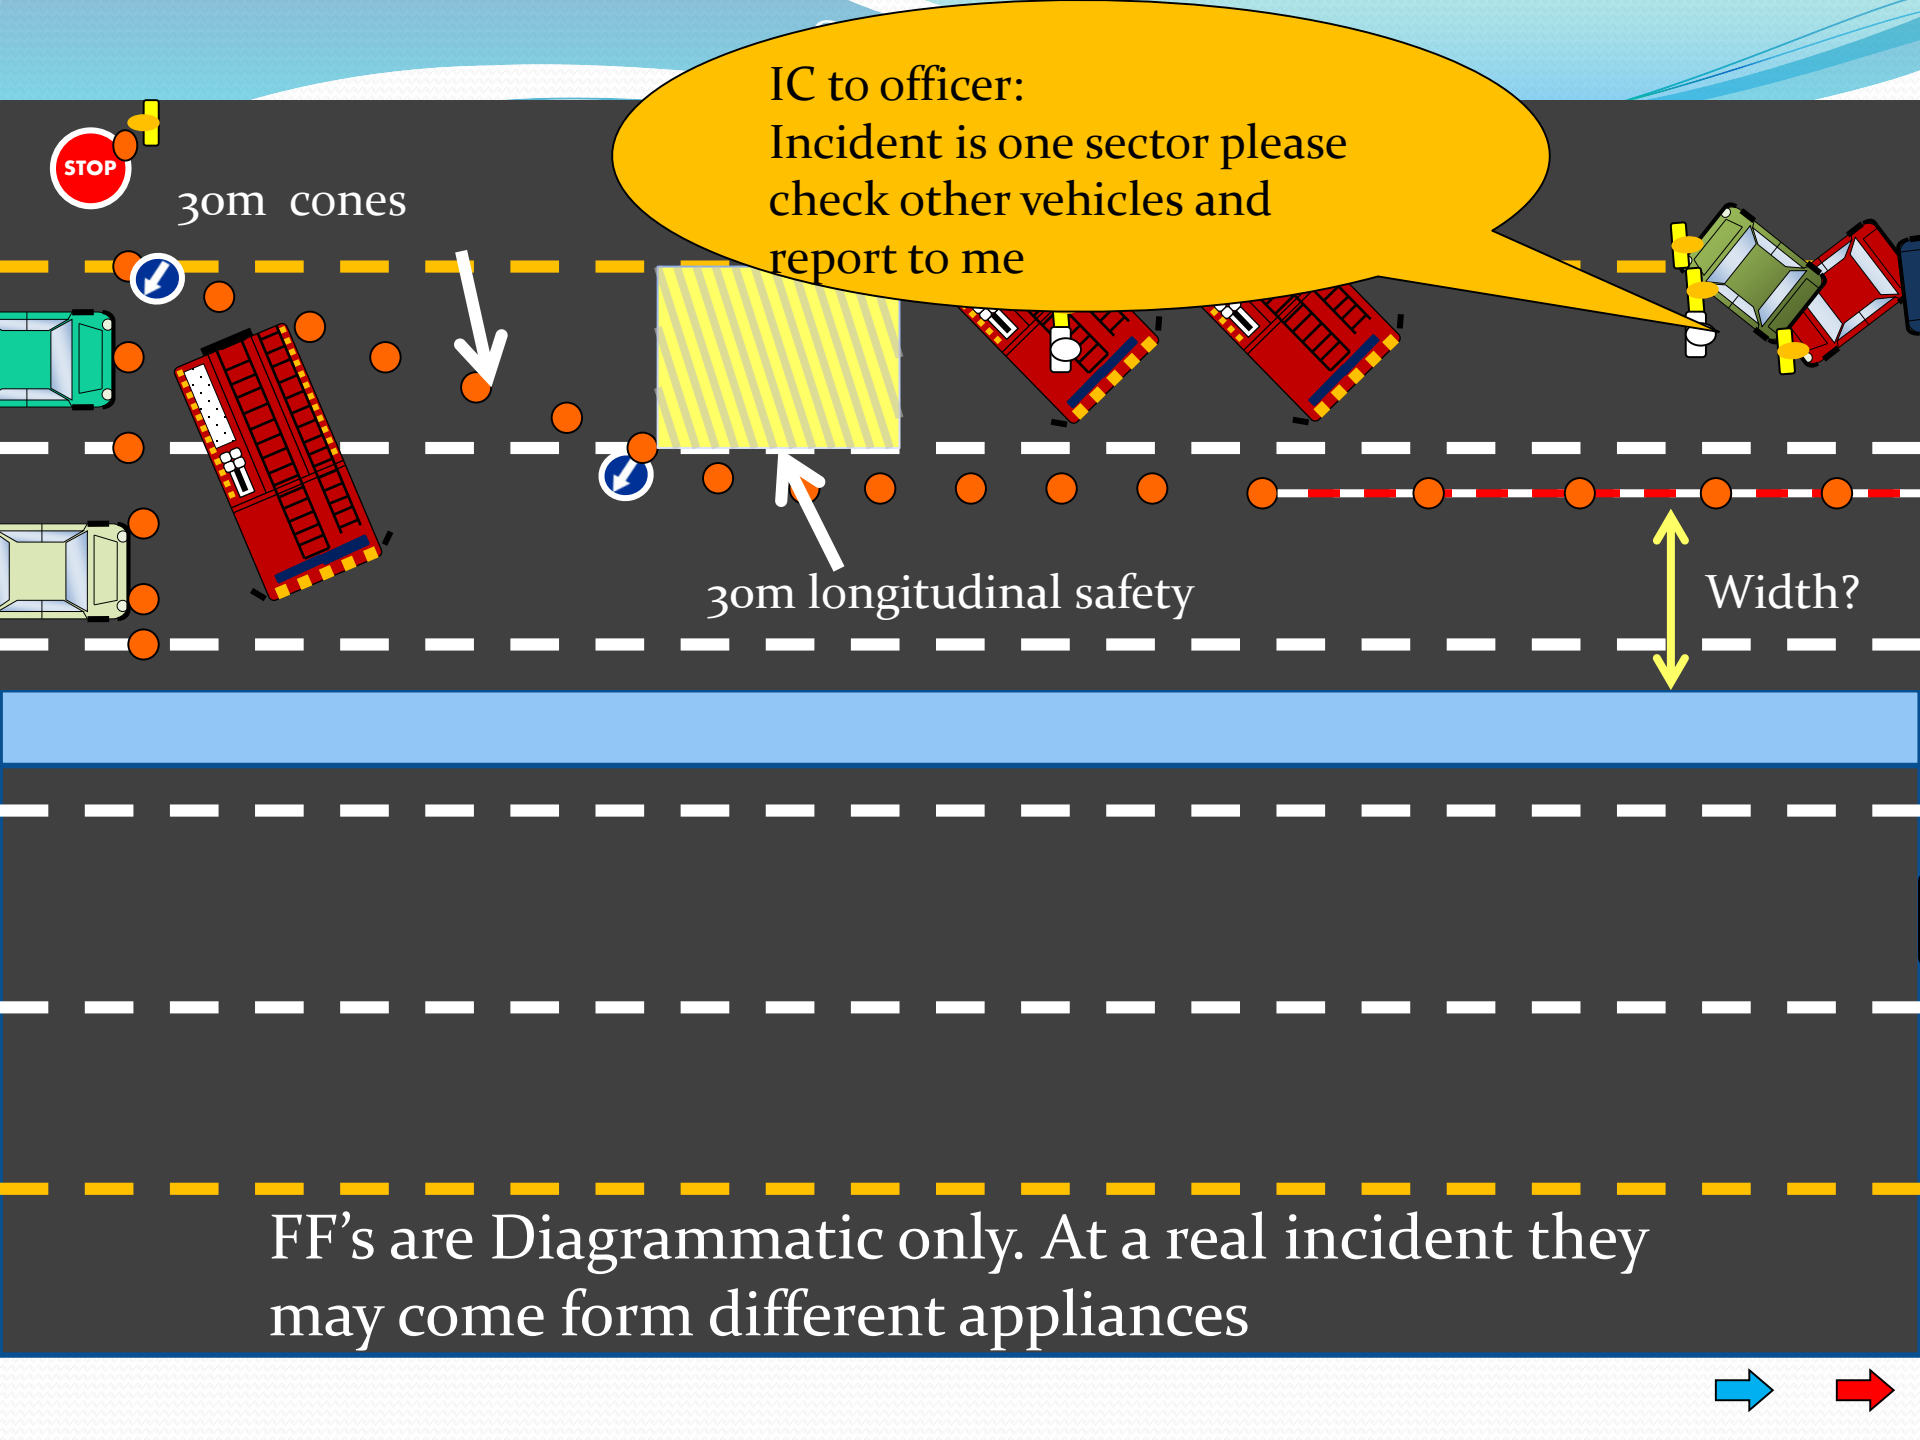 IC to officer:
Incident is one sector please
check other vehicles and
report to me
STOP
30m cones
30m longitudinal safety
Width?
FF's are Diagrammatic only. At a real incident they
may come form different appliances